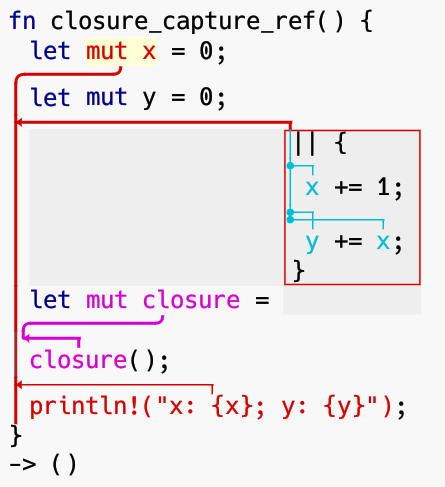 fn closure_capture_ref() {
let mut x = 0;
let mut y = 0;
|| {
x += 1;
y += x;
}
let mut closure =
closure();
println!("x: {x}; y: {y}");
}
-> ()